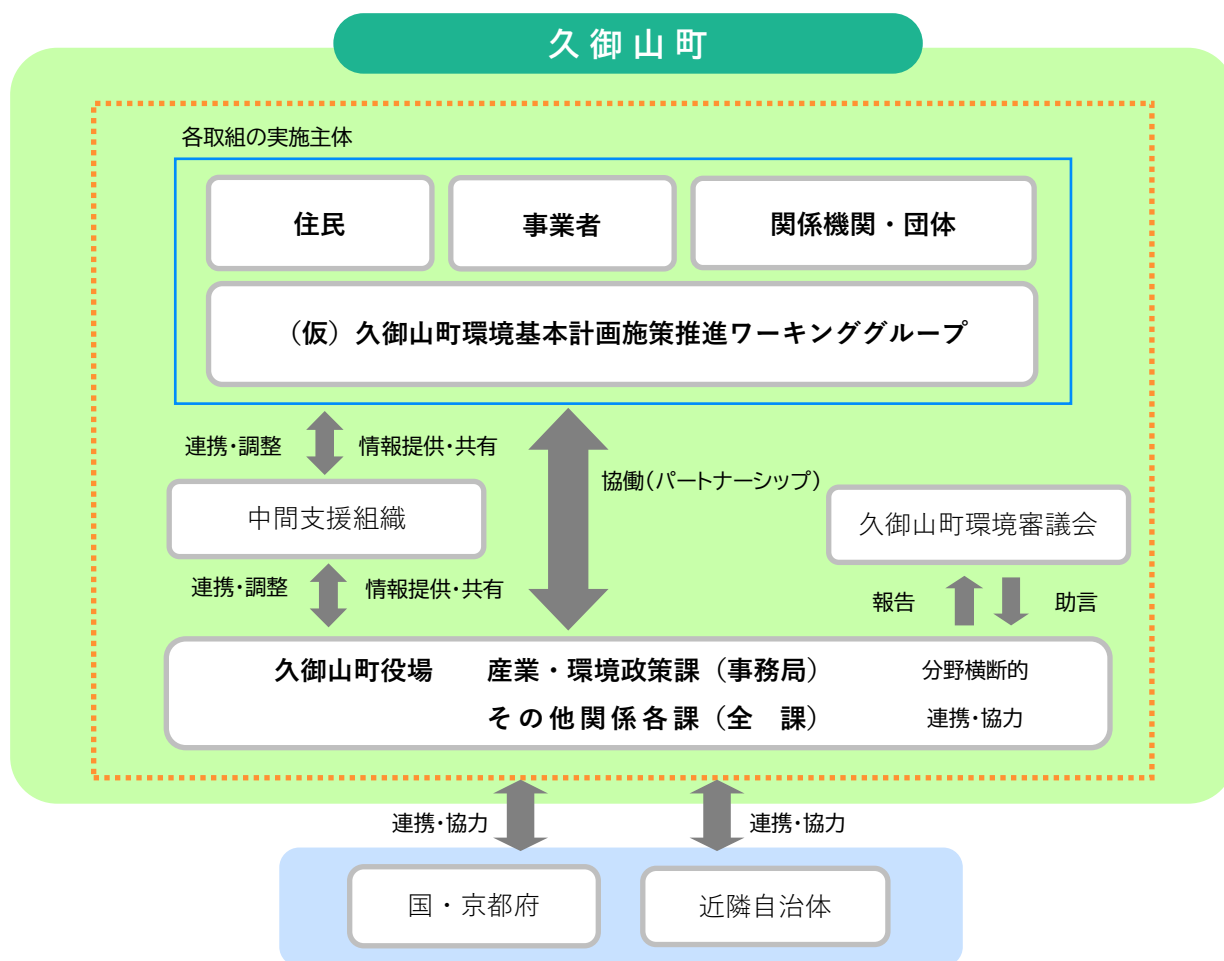 久御山町
各取組の実施主体
住民
事業者
関係機関・団体
（仮）久御山町環境基本計画施策推進ワーキンググループ
連携・調整
情報提供・共有
協働（パートナーシップ）
中間支援組織
久御山町環境審議会
連携・調整
情報提供・共有
報告
助言
久御山町役場　産業・環境政策課（事務局）　分野横断的
その他関係各課（全　課）　連携・協力
連携・協力
連携・協力
国・京都府
近隣自治体